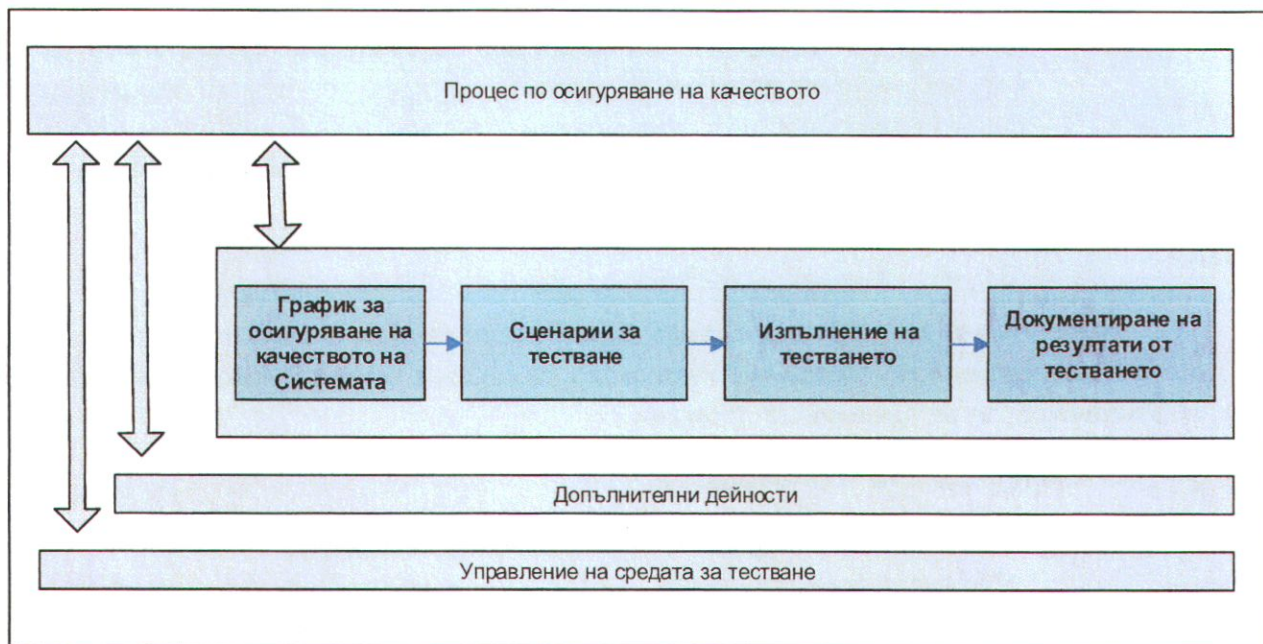 Процес по осигуряване на качеството
График за
осигуряване на
качеството на
Системата
Сценарии за
тестване
Изпълнение на
тестването
Документиране на
резултати от
тестването
Допълнителни дейности
Управление на средата за тестване